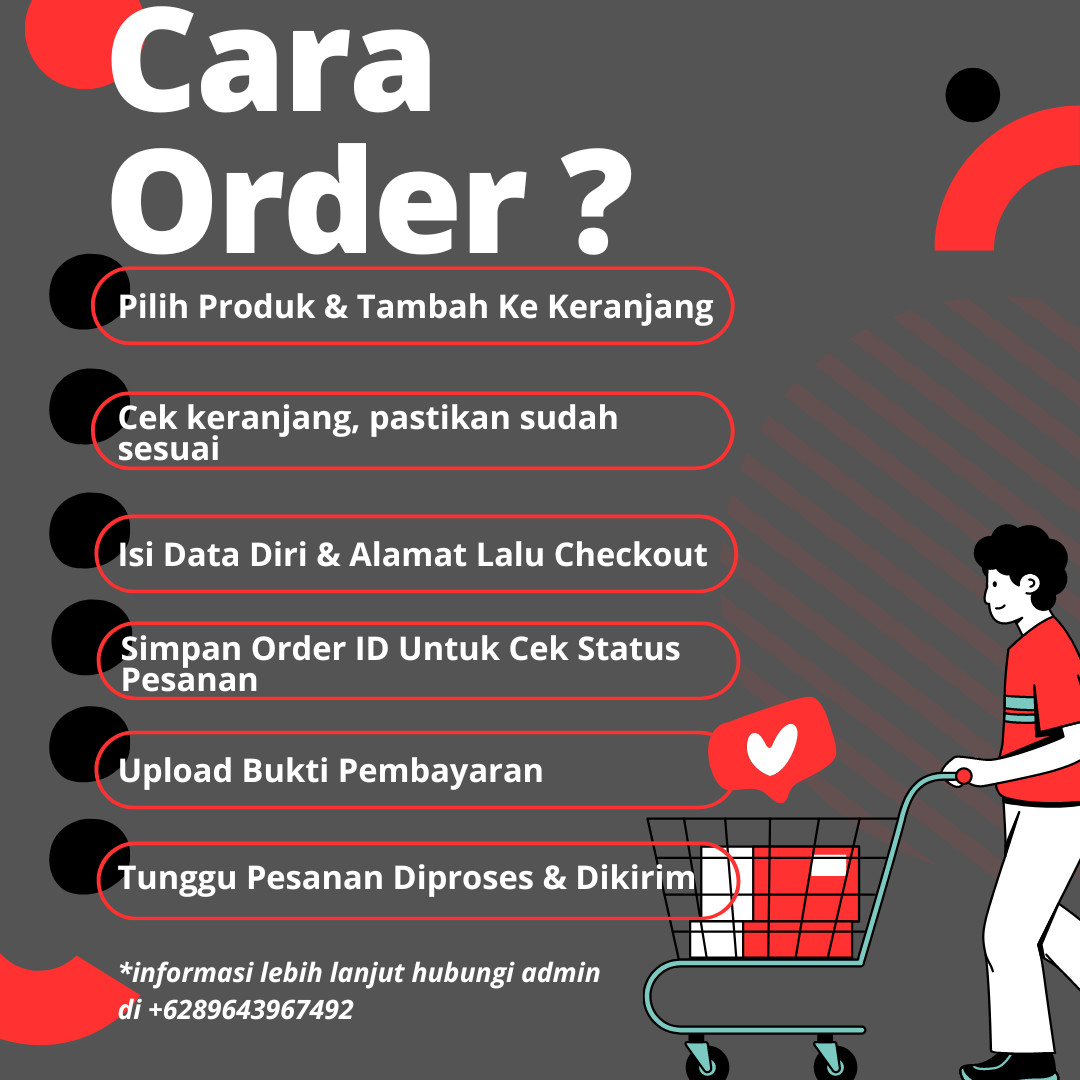 Cara
Order ?
Pilih Produk & Tambah Ke Keranjang
Cek keranjang, pastikan sudah
sesuai
Isi Data Diri & Alamat Lalu Checkout
Simpan Order ID Untuk Cek Status
Pesanan
Upload Bukti Pembayaran
Tunggu Pesanan Diproses & Dikirim
*informasi lebih lanjut hubungi admin
di +6289643967492